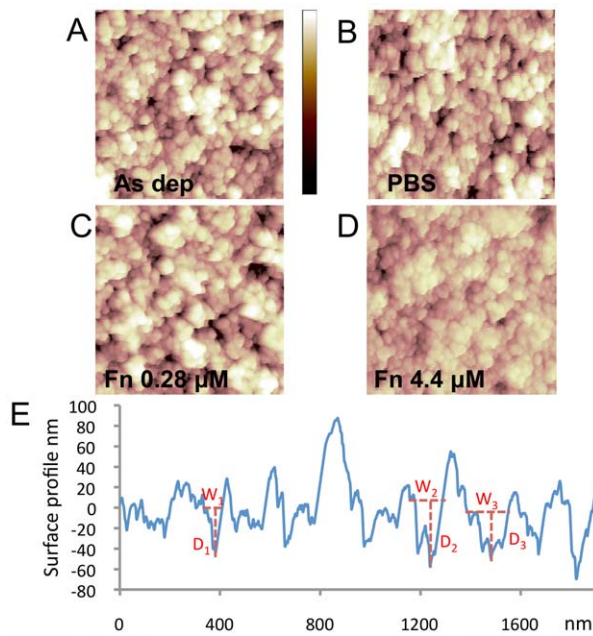 A
B
As dep
PBS
C
D
Fn 0.28 µM
Fn 4.4 µM
E
Surface profile nm
100
80
60
40
20
0
-20
-40
-60
-80
W1
D1
W2
D2
W3
D3
0 400 800 1200 1600 nm